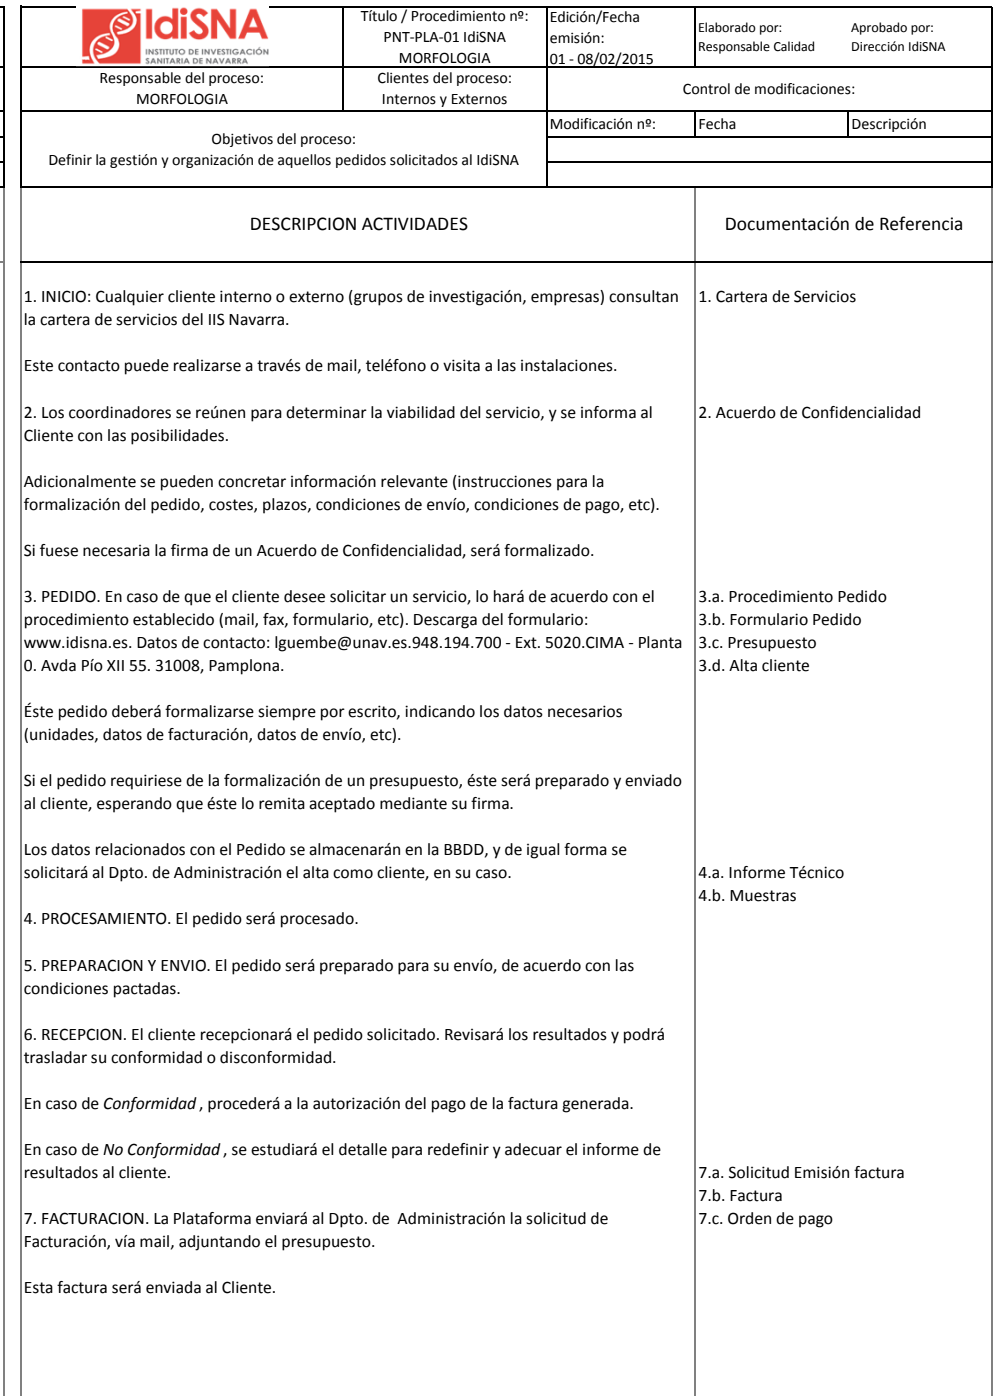 IdiSNA
INSTITUTO DE INVESTIGACIÓN
SANITARIA DE NAVARRA
Título / Procedimiento nº:
PNT-PLA-01 IdiSNA
MORFOLOGIA
Edición/Fecha
emisión:
01 - 08/02/2015
Elaborado por:
Responsable Calidad
Aprobado por:
Dirección IdiSNA
Responsable del proceso:
MORFOLOGIA
Clientes del proceso:
Internos y Externos
Control de modificaciones:
Objetivos del proceso:
Definir la gestión y organización de aquellos pedidos solicitados al IdiSNA
Modificación nº:
Fecha
Descripción
DESCRIPCION ACTIVIDADES
Documentación de Referencia
1. INICIO: Cualquier cliente interno o externo (grupos de investigación, empresas) consultan
la cartera de servicios del IIS Navarra.
1. Cartera de Servicios
Este contacto puede realizarse a través de mail, teléfono o visita a las instalaciones.
2. Los coordinadores se reúnen para determinar la viabilidad del servicio, y se informa al
Cliente con las posibilidades.
2. Acuerdo de Confidencialidad
Adicionalmente se pueden concretar información relevante (instrucciones para la
formalización del pedido, costes, plazos, condiciones de envío, condiciones de pago, etc).
Si fuese necesaria la firma de un Acuerdo de Confidencialidad, será formalizado.
3. PEDIDO. En caso de que el cliente desee solicitar un servicio, lo hará de acuerdo con el
procedimiento establecido (mail, fax, formulario, etc). Descarga del formulario:
www.idisna.es. Datos de contacto: lguembe@unav.es.948.194.700 - Ext. 5020.CIMA - Planta
0. Avda Pío XII 55. 31008, Pamplona.
3.a. Procedimiento Pedido
3.b. Formulario Pedido
3.c. Presupuesto
3.d. Alta cliente
Éste pedido deberá formalizarse siempre por escrito, indicando los datos necesarios
(unidades, datos de facturación, datos de envío, etc).
Si el pedido requiriese de la formalización de un presupuesto, éste será preparado y enviado
al cliente, esperando que éste lo remita aceptado mediante su firma.
Los datos relacionados con el Pedido se almacenarán en la BBDD, y de igual forma se
solicitará al Dpto. de Administración el alta como cliente, en su caso.
4.a. Informe Técnico
4.b. Muestras
4. PROCESAMIENTO. El pedido será procesado.
5. PREPARACION Y ENVIO. El pedido será preparado para su envío, de acuerdo con las
condiciones pactadas.
6. RECEPCION. El cliente recepcionará el pedido solicitado. Revisará los resultados y podrá
trasladar su conformidad o disconformidad.
En caso de Conformidad , procederá a la autorización del pago de la factura generada.
En caso de No Conformidad , se estudiará el detalle para redefinir y adecuar el informe de
resultados al cliente.
7.a. Solicitud Emisión factura
7.b. Factura
7.c. Orden de pago
7. FACTURACION. La Plataforma enviará al Dpto. de  Administración la solicitud de
Facturación, vía mail, adjuntando el presupuesto.
Esta factura será enviada al Cliente.